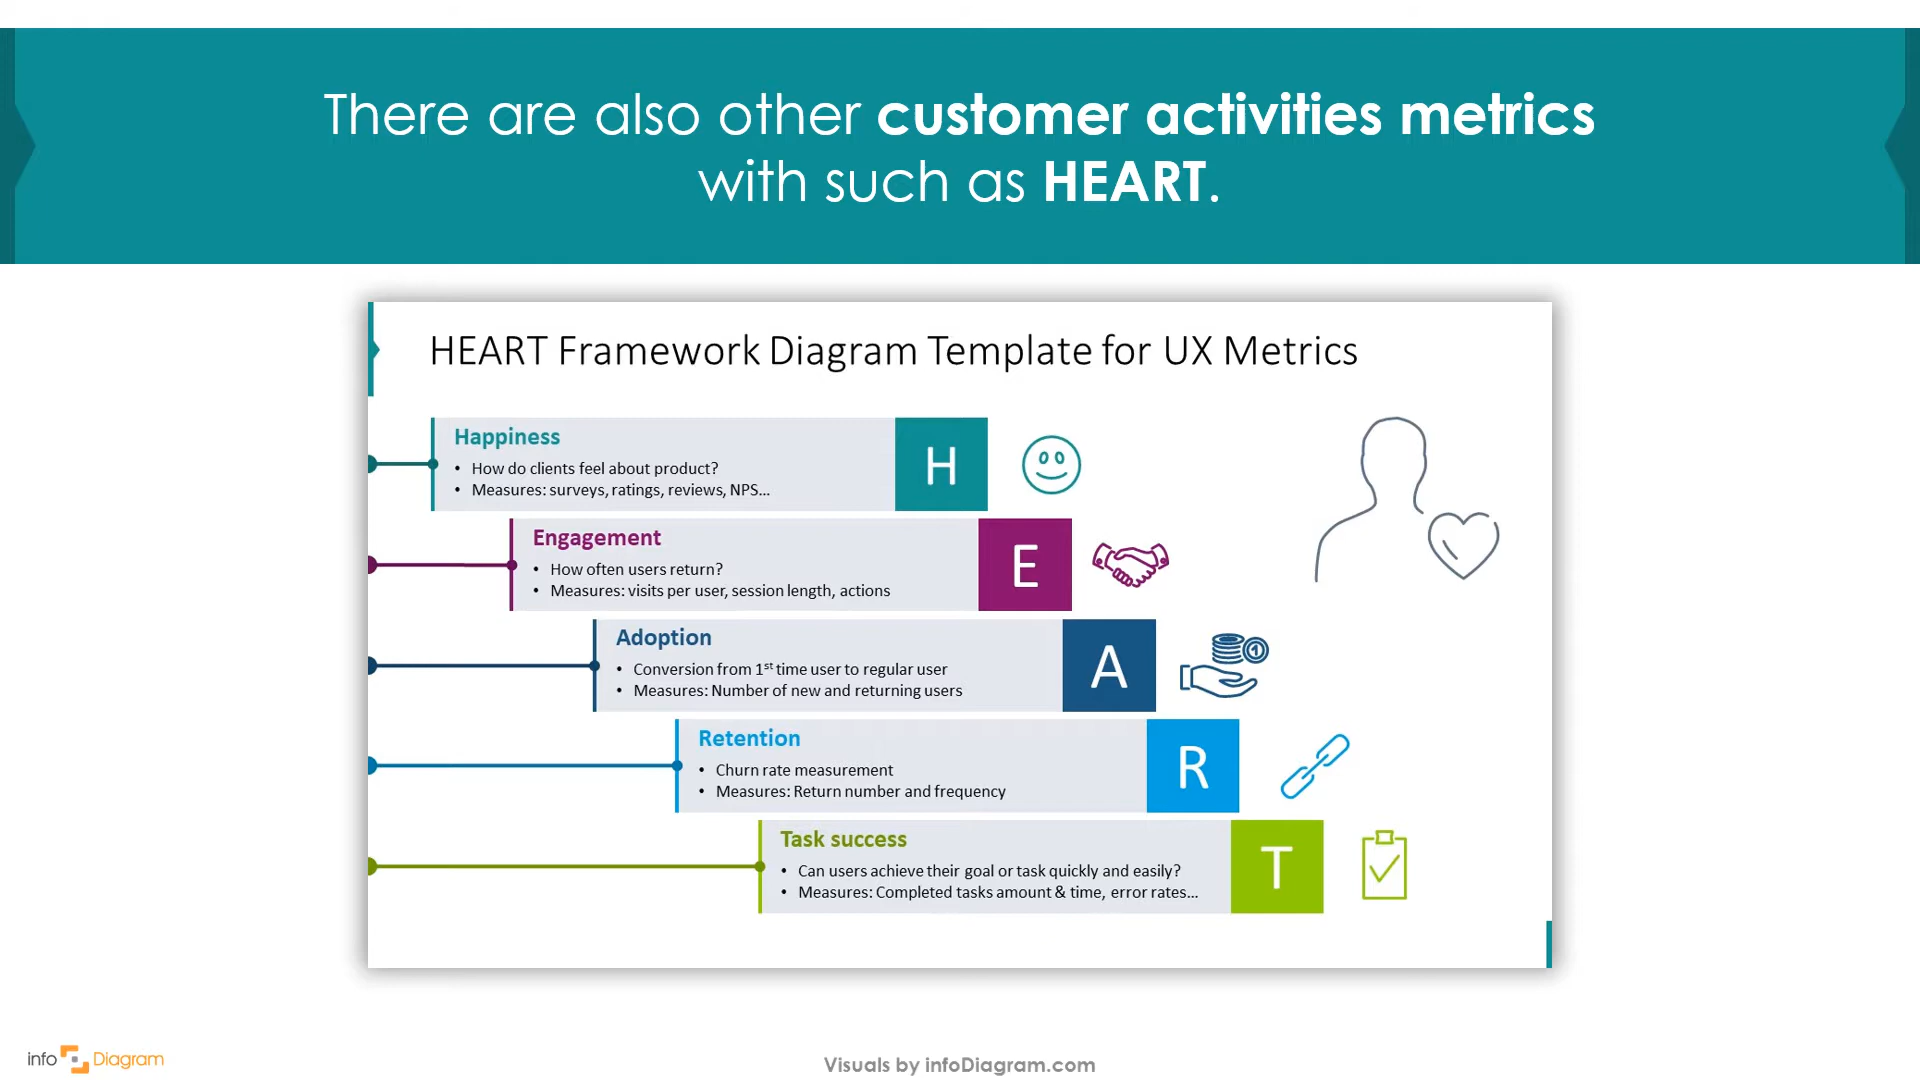 There are also other customer activities metrics
with such as HEART.
HEART Framework Diagram Template for UX Metrics
Happiness
• How do clients feel about product?
• Measures: surveys, ratings, reviews, NPS...
H
Engagement
• How often users return?
• Measures: visits per user, session length, actions
E
Adoption
• Conversion from 1st time user to regular user
• Measures: Number of new and returning users
A
1
Retention
• Churn rate measurement
• Measures: Return number and frequency
R
Task success
• Can users achieve their goal or task quickly and easily?
• Measures: Completed tasks amount & time, error rates...
T
info Diagram
Visuals by infoDiagram.com